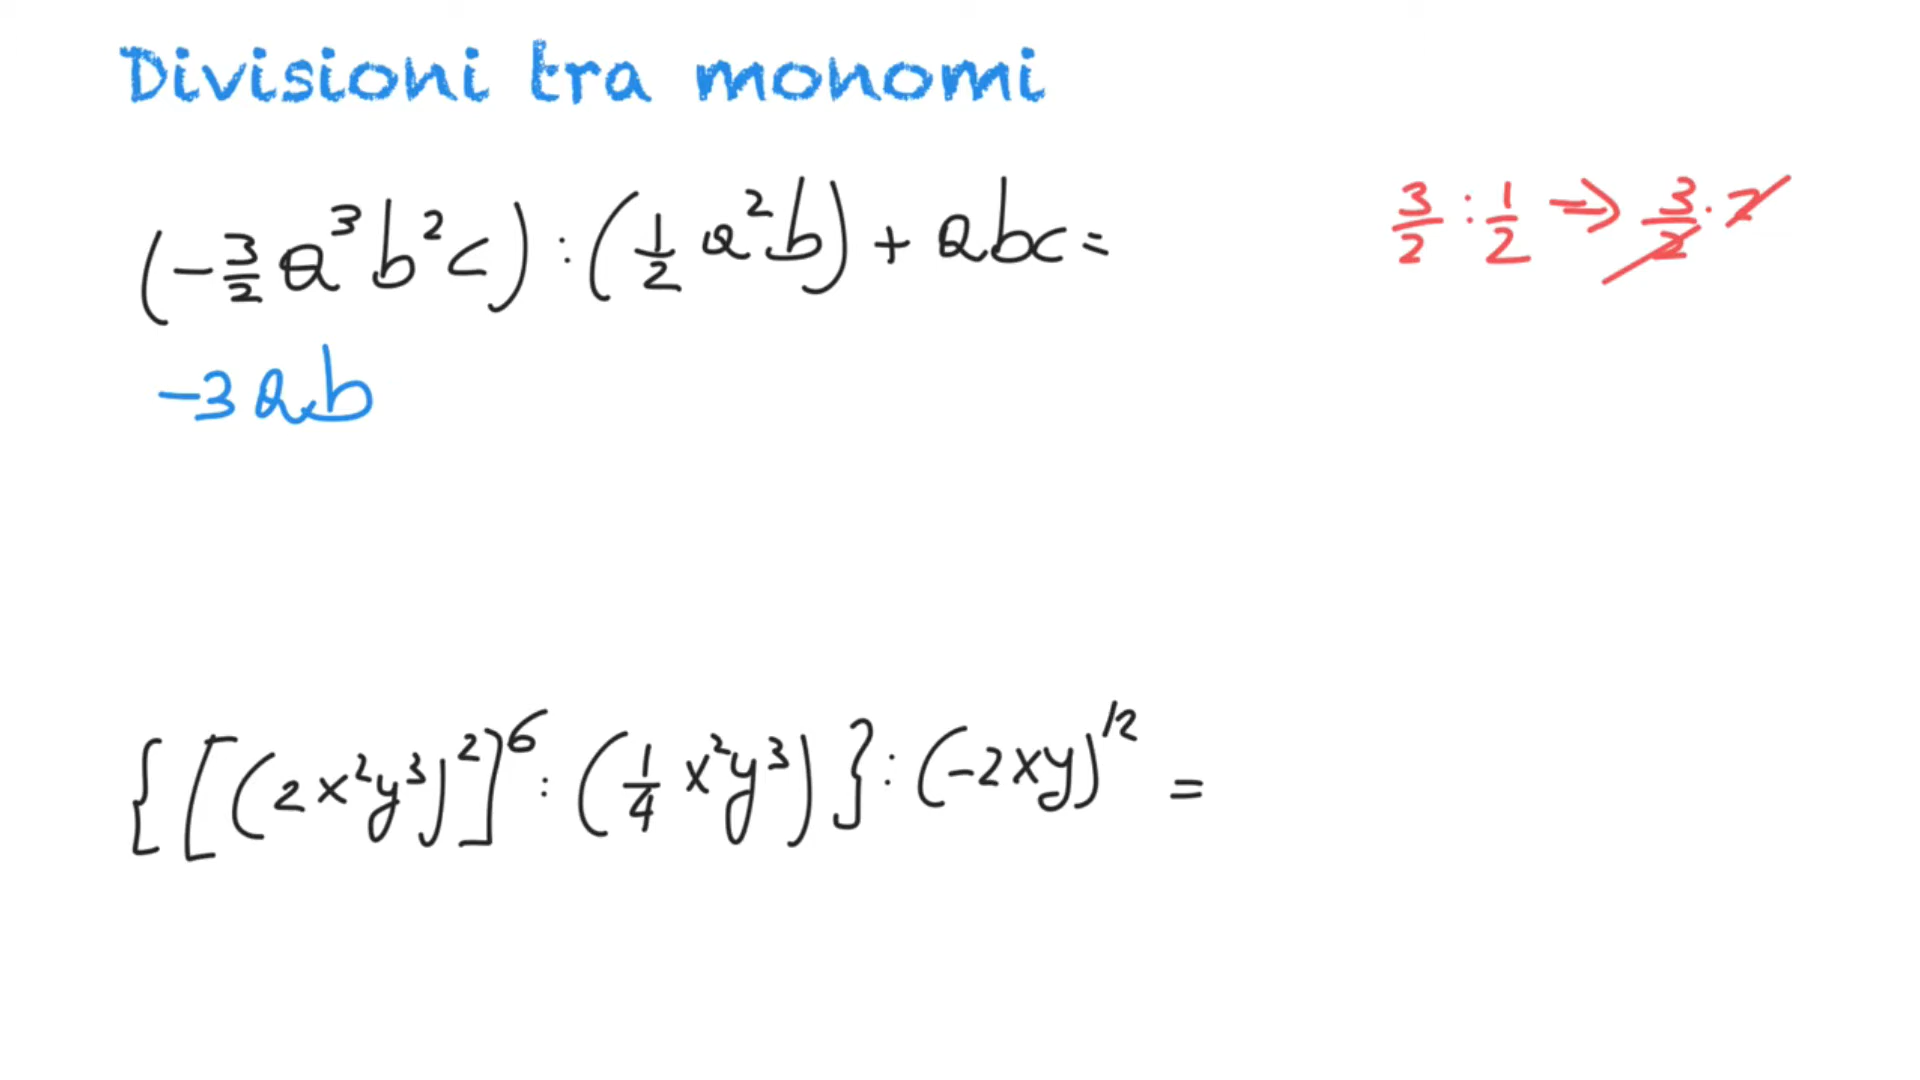 Divisioni tra monomi
(-3/2 a³b²c) : (1/2 a²b) + abc =
3/2 : 1/2 => 3/2 · 2
-3ab
{[(2x²y³)²]⁶ : (1/4 x²y³)} : (-2xy)¹² =